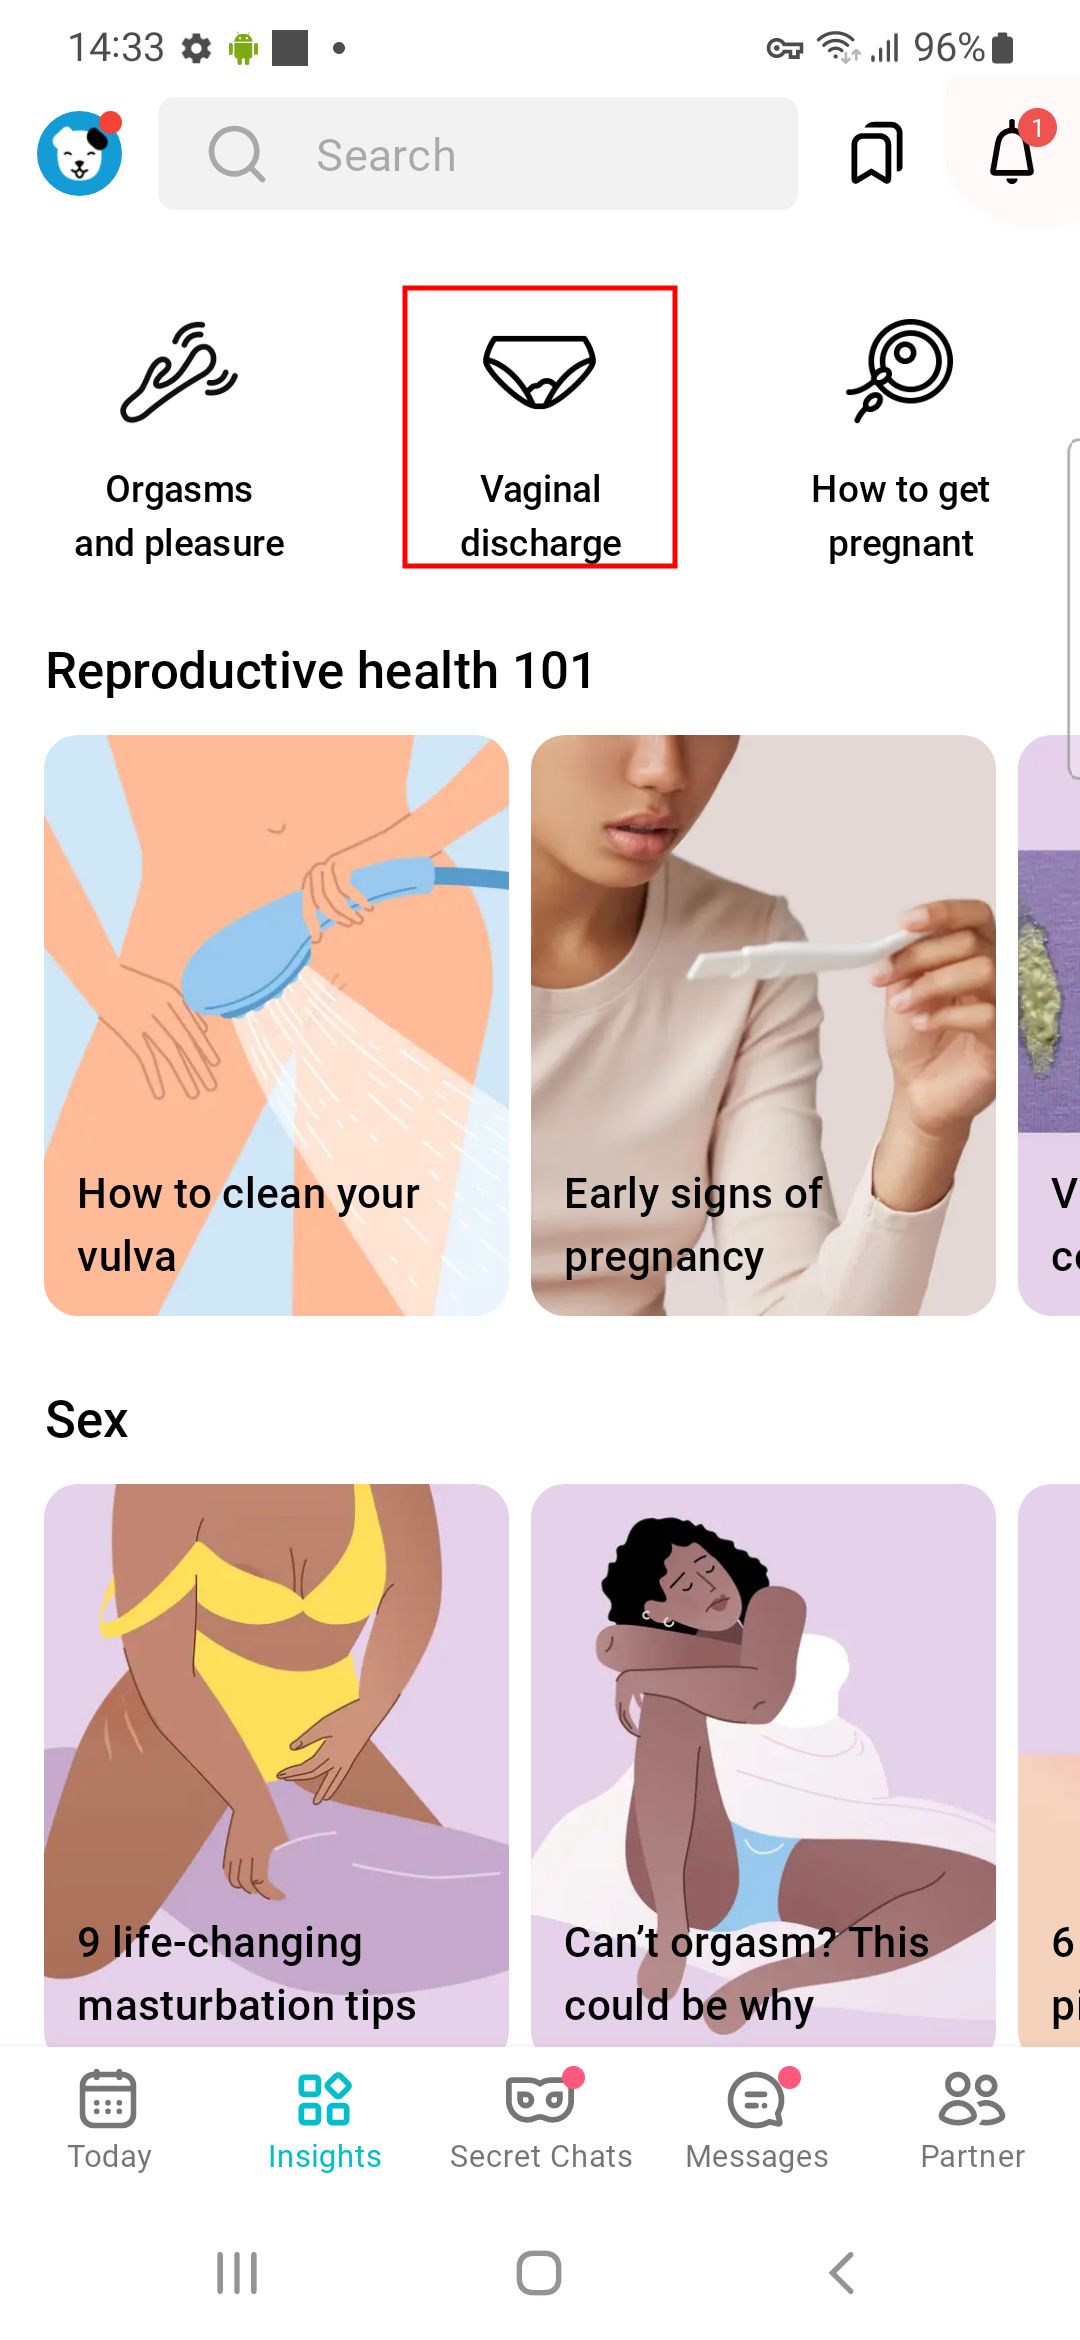 14:33
96%
Search
1
Orgasms
and pleasure
Vaginal
discharge
How to get
pregnant
Reproductive health 101
How to clean your
vulva
Early signs of
pregnancy
Sex
9 life-changing
masturbation tips
Can’t orgasm? This
could be why
6
Today
Insights
Secret Chats
Messages
Partner